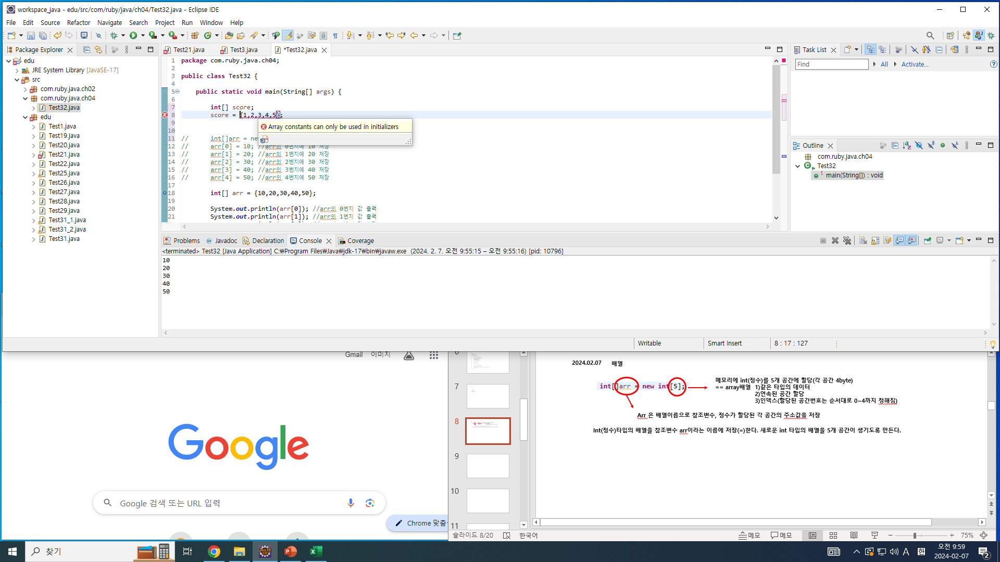 workspace_java - edu/src/com/ruby/java/ch04/Test32.java - Eclipse IDE
File Edit Source Refactor Navigate Search Project Run Window Help
Package Explorer
edu
JRE System Library [JavaSE-17]
src
com.ruby.java.ch02
com.ruby.java.ch04
Test32.java
edu
Test1.java
Test19.java
Test20.java
Test21.java
Test22.java
Test25.java
Test26.java
Test27.java
Test28.java
Test29.java
Test31_1.java
Test31_2.java
Test31.java
Test21.java Test3.java *Test32.java
1 package com.ruby.java.ch04;
2
3 public class Test32 {
4
5 public static void main(String[] args) {
6
7 int[] score;
8 score = {1,2,3,4,5};
9
10
11 // int[]arr = ne
12 // arr[0] = 10; //arr의 0번지에 10 저장
13 // arr[1] = 20; //arr의 1번지에 20 저장
14 // arr[2] = 30; //arr의 2번지에 30 저장
15 // arr[3] = 40; //arr의 3번지에 40 저장
16 // arr[4] = 50; //arr의 4번지에 50 저장
17
18 int[] arr = {10,20,30,40,50};
19
20 System.out.println(arr[0]); //arr의 0번지 값 출력
21 System.out.println(arr[1]); //arr의 1번지 값 출력
Array constants can only be used in initializers
Task List
Find All Activate...
Outline
com.ruby.java.ch04
Test32
main(String[]) : void
Problems Javadoc Declaration Console Coverage
<terminated> Test32 [Java Application] C:₩Program Files₩Java₩jdk-17₩bin₩javaw.exe (2024. 2. 7. 오전 9:55:15 – 오전 9:55:16) [pid: 10796]
10
20
30
40
50
Writable Smart Insert 8 : 17 : 127
Gmail 이미지
Google
Google 검색 또는 URL 입력
Chrome 맞춤
6
7
8
9
10
11
2024.02.07 배열
int[]arr = new int[5];
메모리에 int(정수)를 5개 공간에 할당(각 공간 4byte)
== array배열 1)같은 타입의 데이터
2)연속된 공간 할당
3)인덱스(할당된 공간번호는 순서대로 0~4까지 정해짐)
Arr 은 배열이름으로 참조변수, 정수가 할당된 각 공간의 주소값을 저장
Int(정수)타입의 배열을 참조변수 arr이라는 이름에 저장(=)한다. 새로운 int 타입의 배열을 5개 공간이 생기도록 만든다.
슬라이드 8/20 한국어 메모 메모 75%
찾기
A 한
오전 9:59
2024-02-07
2